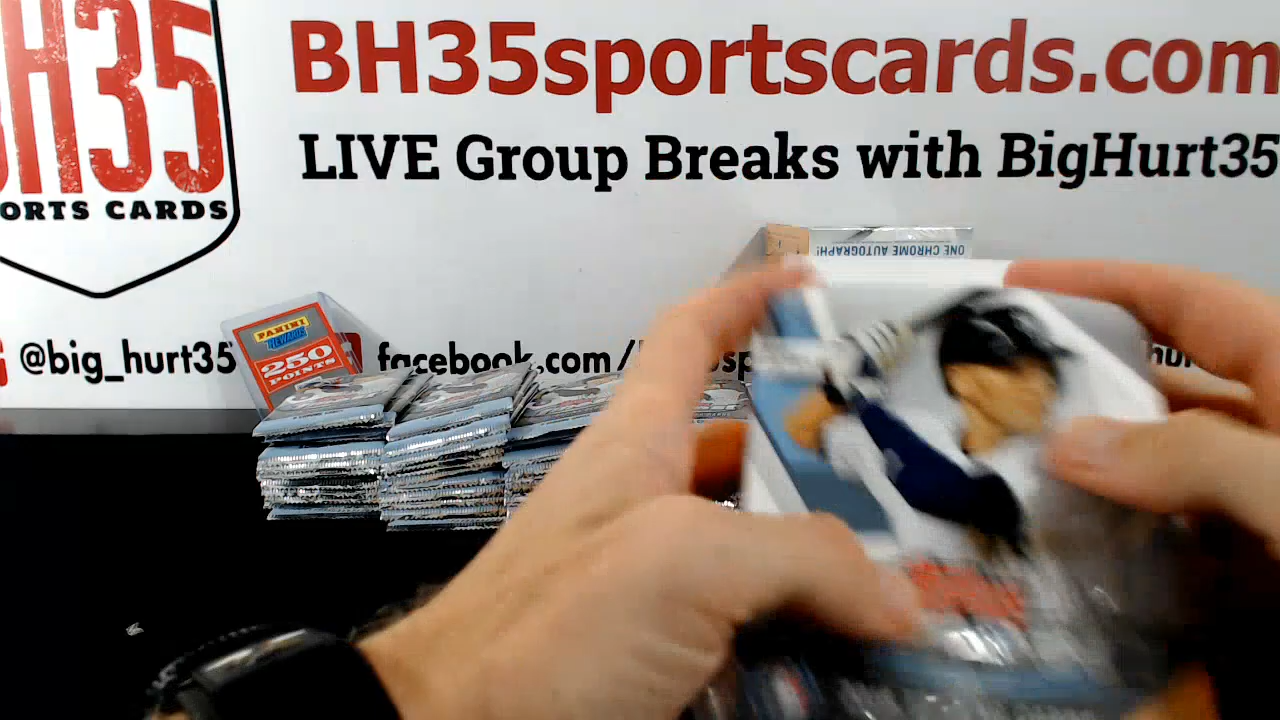 BH35
ORTS CARDS
BH35sportscards.com
LIVE Group Breaks with BigHurt35
ONE CHROME AUTOGRAPH!
@big_hurt35
facebook.com/
PANINI
REWARDS
250
POINTS